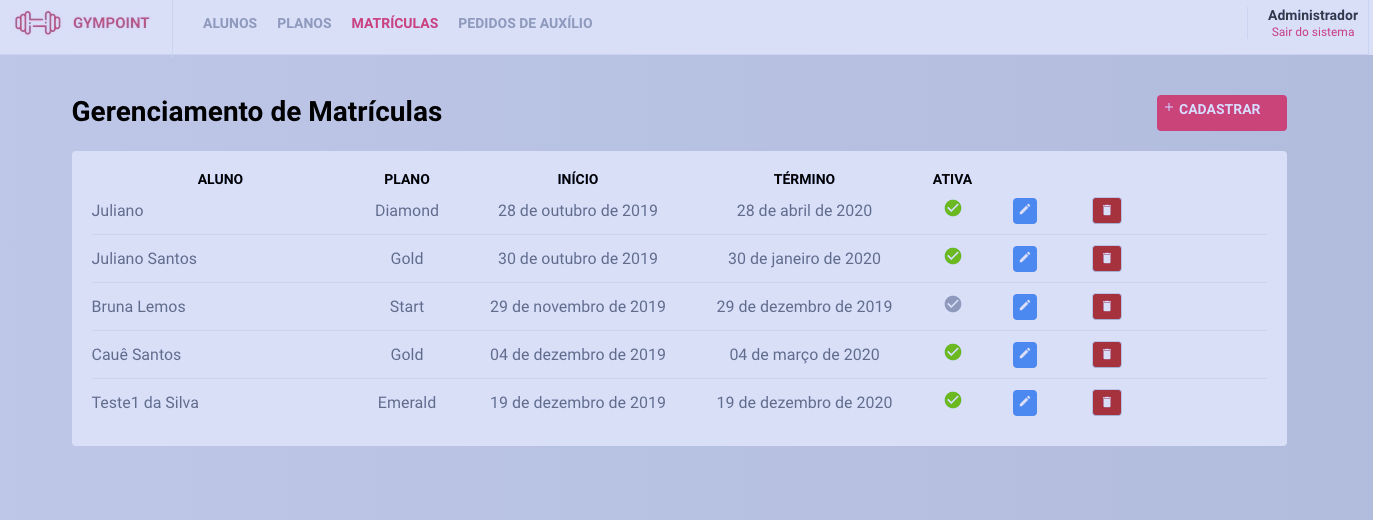 GYMPOINT ALUNOS PLANOS MATRÍCULAS PEDIDOS DE AUXÍLIO Administrador
Sair do sistema
Gerenciamento de Matrículas
+ CADASTRAR
ALUNO PLANO INÍCIO TÉRMINO ATIVA
Juliano Diamond 28 de outubro de 2019 28 de abril de 2020
Juliano Santos Gold 30 de outubro de 2019 30 de janeiro de 2020
Bruna Lemos Start 29 de novembro de 2019 29 de dezembro de 2019
Cauê Santos Gold 04 de dezembro de 2019 04 de março de 2020
Teste1 da Silva Emerald 19 de dezembro de 2019 19 de dezembro de 2020